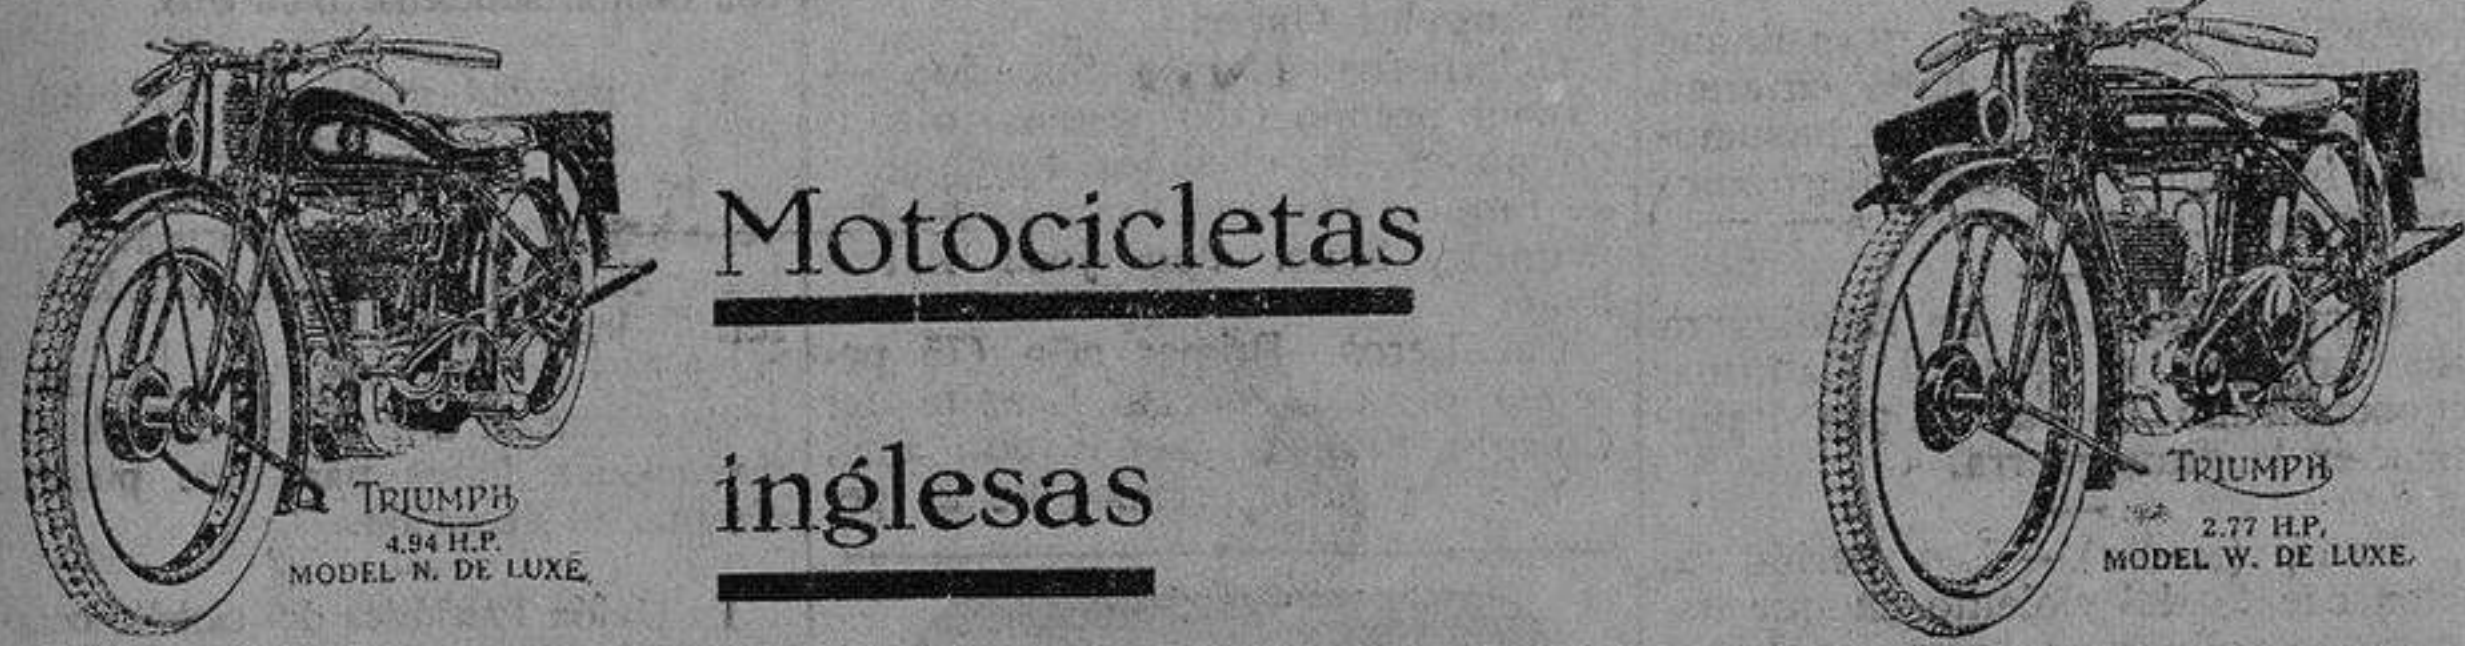 Motocicletas
inglesas
TRIUMPH
4.94 H.P.
MODEL N. DE LUXE.
TRIUMPH
2.77 H.P.
MODEL W. DE LUXE.